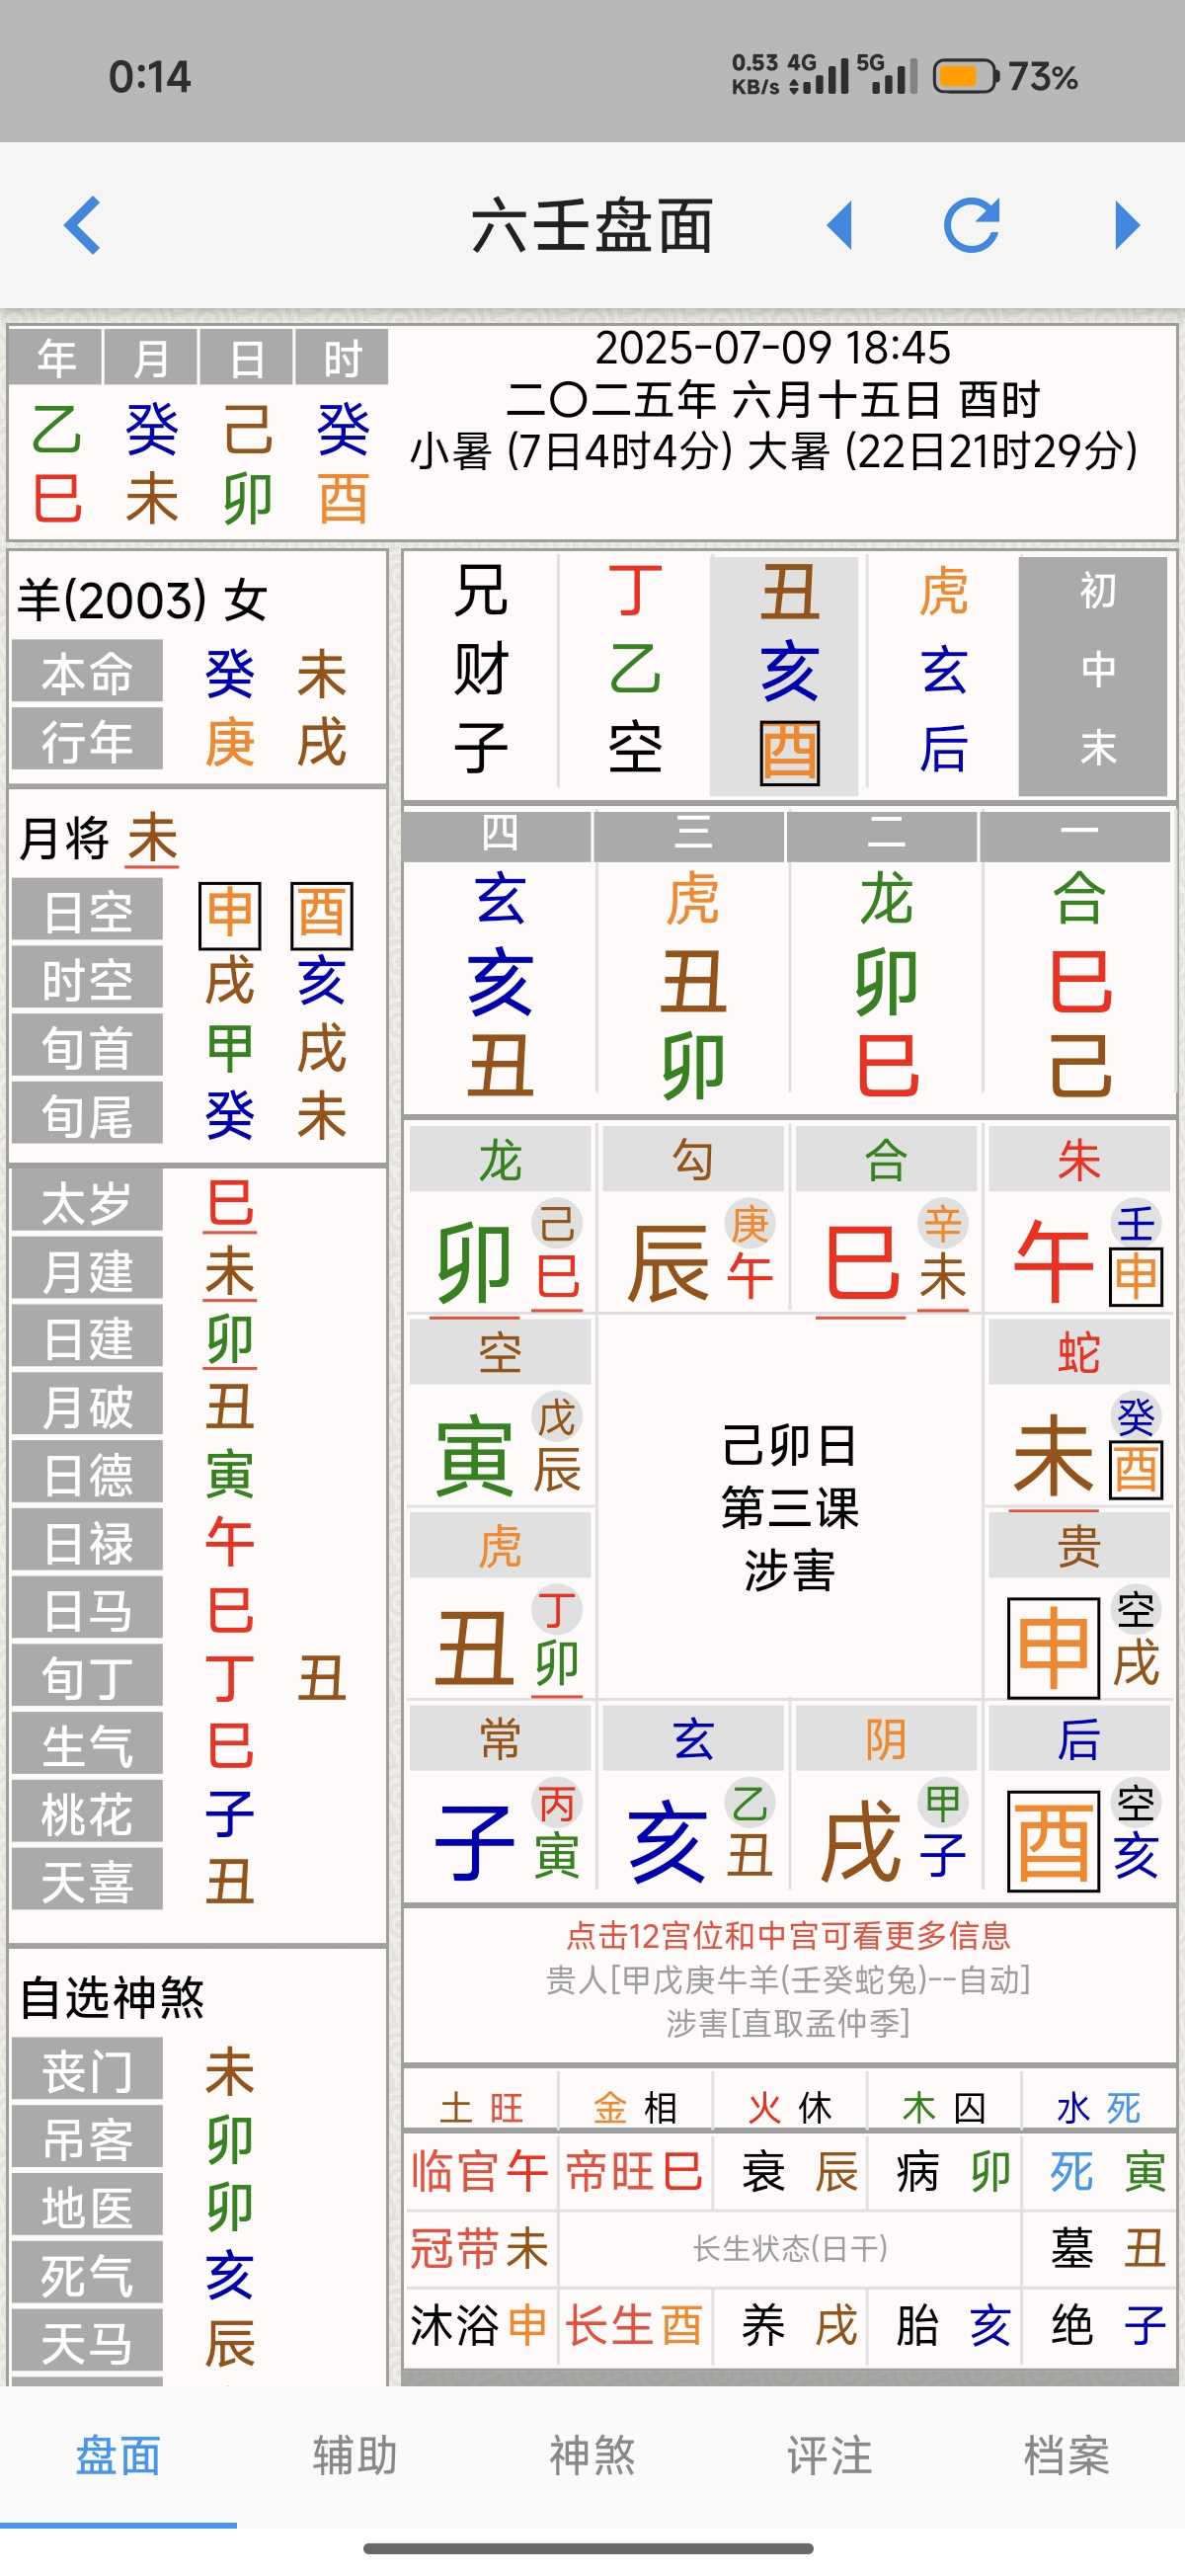 0:14
0.53 KB/s 4G 5G 73%
六壬盘面
年 月 日 时
乙 癸 己 癸
巳 未 卯 酉
2025-07-09 18:45
二〇二五年 六月十五日 酉时
小暑 (7日4时4分) 大暑 (22日21时29分)
羊(2003) 女
本命 癸 未
行年 庚 戌
月将 未
日空 申 酉
时空 戌 亥
旬首 甲 戌
旬尾 癸 未
太岁 巳
月建 未
日建 卯
月破 丑
日德 寅
日禄 午
日马 巳
旬丁 丁 丑
生气 巳
桃花 子
天喜 丑
自选神煞
丧门 未
吊客 卯
地医 卯
死气 亥
天马 辰
兄 丁 丑 虎 初
财 乙 亥 玄 中
子 空 酉 后 末
四 三 二 一
玄 虎 龙 合
亥 丑 卯 巳
丑 卯 巳 己
龙 勾 合 朱
己 庚 辛 壬
卯 巳 辰 午 巳 未 午 申
空 蛇
戊 癸
寅 辰 未 酉
己卯日
第三课
涉害
虎 贵
丁 空
丑 卯 申 戌
常 玄 阴 后
丙 乙 甲 空
子 寅 亥 丑 戌 子 酉 亥
点击12宫位和中宫可看更多信息
贵人[甲戊庚牛羊(壬癸蛇兔)--自动]
涉害[直取孟仲季]
土 旺 金 相 火 休 木 囚 水 死
临官 午 帝旺 巳 衰 辰 病 卯 死 寅
冠带 未 长生状态(日干) 墓 丑
沐浴 申 长生 酉 养 戌 胎 亥 绝 子
盘面 辅助 神煞 评注 档案